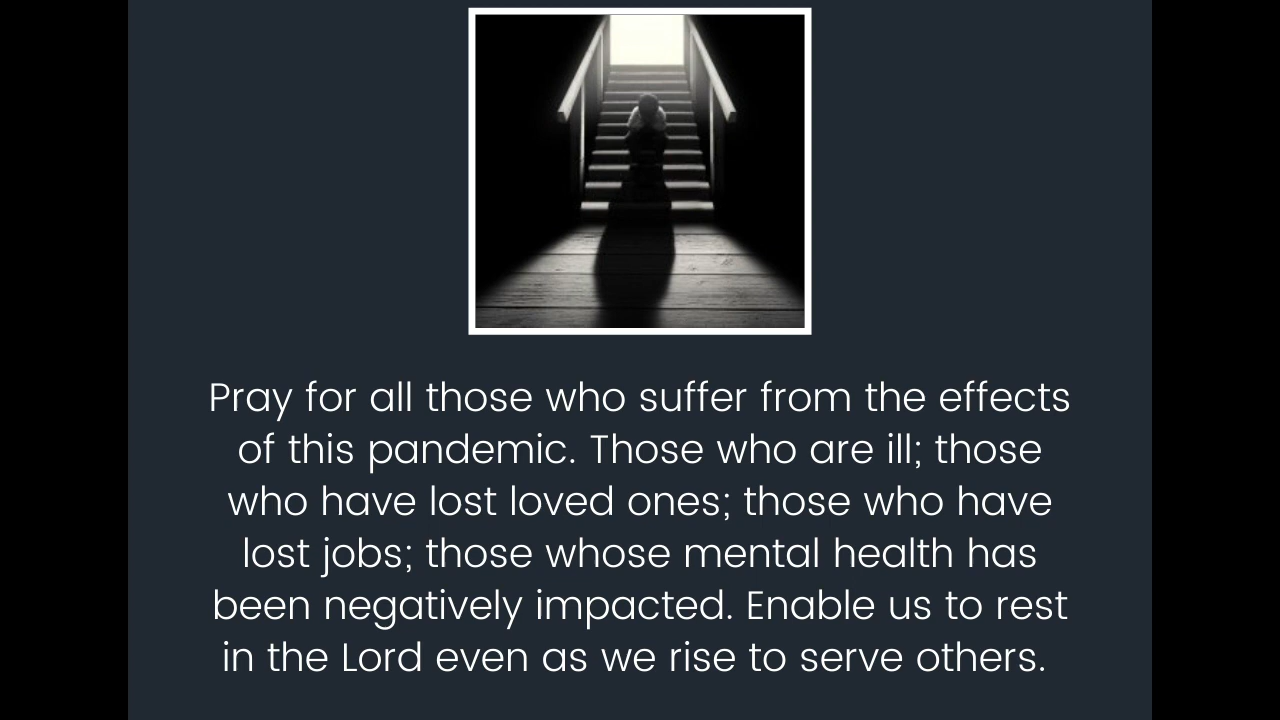 Pray for all those who suffer from the effects
of this pandemic. Those who are ill; those
who have lost loved ones; those who have
lost jobs; those whose mental health has
been negatively impacted. Enable us to rest
in the Lord even as we rise to serve others.